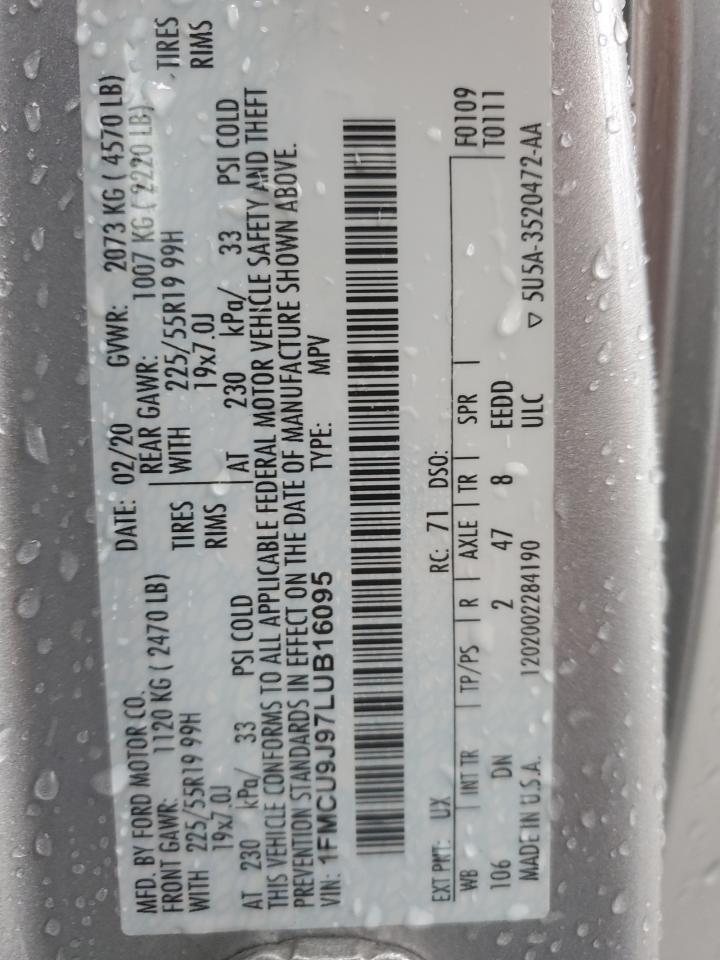 MFD. BY FORD MOTOR CO.
DATE: 02/20 GVWR: 2073 KG ( 4570 LB)
FRONT GAWR: 1120 KG ( 2470 LB)
REAR GAWR: 1007 KG ( 2220 LB)
WITH 225/55R19 99H TIRES
WITH 225/55R19 99H TIRES
19x7.0J RIMS
19x7.0J RIMS
AT 230 kPa/ 33 PSI COLD
AT 230 kPa/ 33 PSI COLD
THIS VEHICLE CONFORMS TO ALL APPLICABLE FEDERAL MOTOR VEHICLE SAFETY AND THEFT
PREVENTION STANDARDS IN EFFECT ON THE DATE OF MANUFACTURE SHOWN ABOVE.
VIN: 1FMCU9J97LUB16095 TYPE: MPV
EXT PNT: UX RC: 71 DSO:
WB INT TR TP/PS R AXLE TR SPR F0109
106 DN 2 47 8 EEDD T0111
MADE IN U.S.A. 1202002284190 ULC
▽ 5U5A-3520472-AA